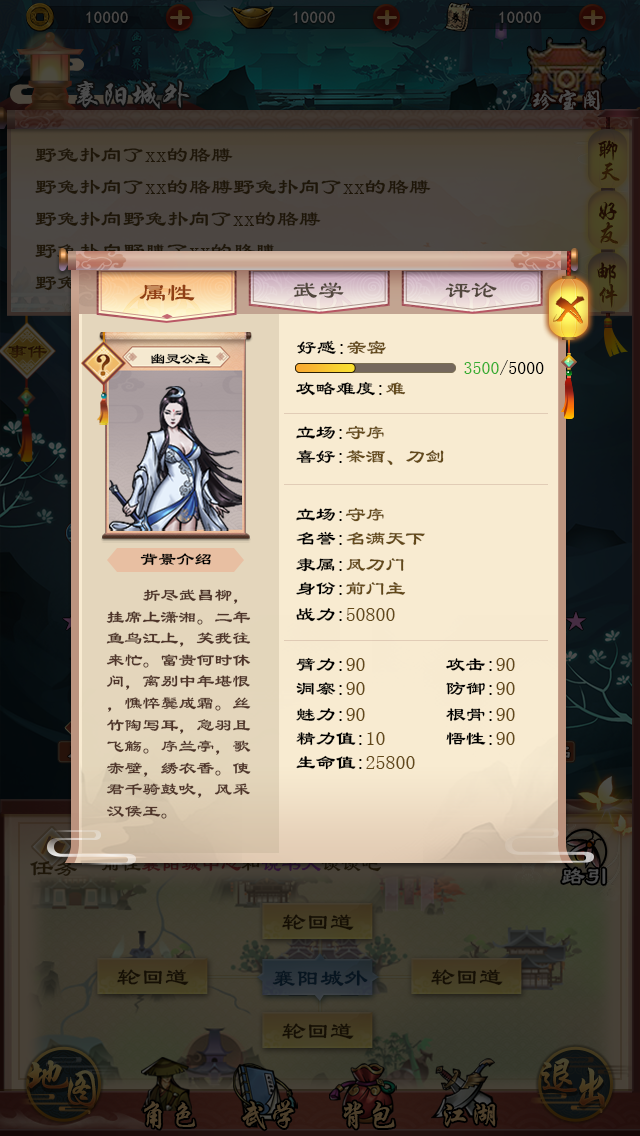 10000
10000
10000
襄阳城外
珍宝阁
野兔扑向了xx的胳膊
野兔扑向了xx的胳膊野兔扑向了xx的胳膊
野兔扑向野兔扑向了xx的胳膊
聊天
好友
邮件
事件
属性
武学
评论
?
幽灵公主
好感:亲密
3500/5000
攻略难度:难
立场:守序
喜好:茶酒、刀剑
立场:守序
名誉:名满天下
隶属:凤刀门
身份:前门主
战力:50800
背景介绍
折尽武昌柳，
挂席上潇湘。二年
鱼鸟江上，笑我往
来忙。富贵何时休
问，离别中年堪恨
，憔悴鬓成霜。丝
竹陶写耳，忽羽且
飞觞。序兰亭，歌
赤壁，绣衣香。使
君千骑鼓吹，风采
汉侯王。
臂力:90
攻击:90
洞察:90
防御:90
魅力:90
根骨:90
精力值:10
悟性:90
生命值:25800
任务
路引
轮回道
轮回道
襄阳城外
轮回道
轮回道
地图
角色
武学
背包
江湖
退出